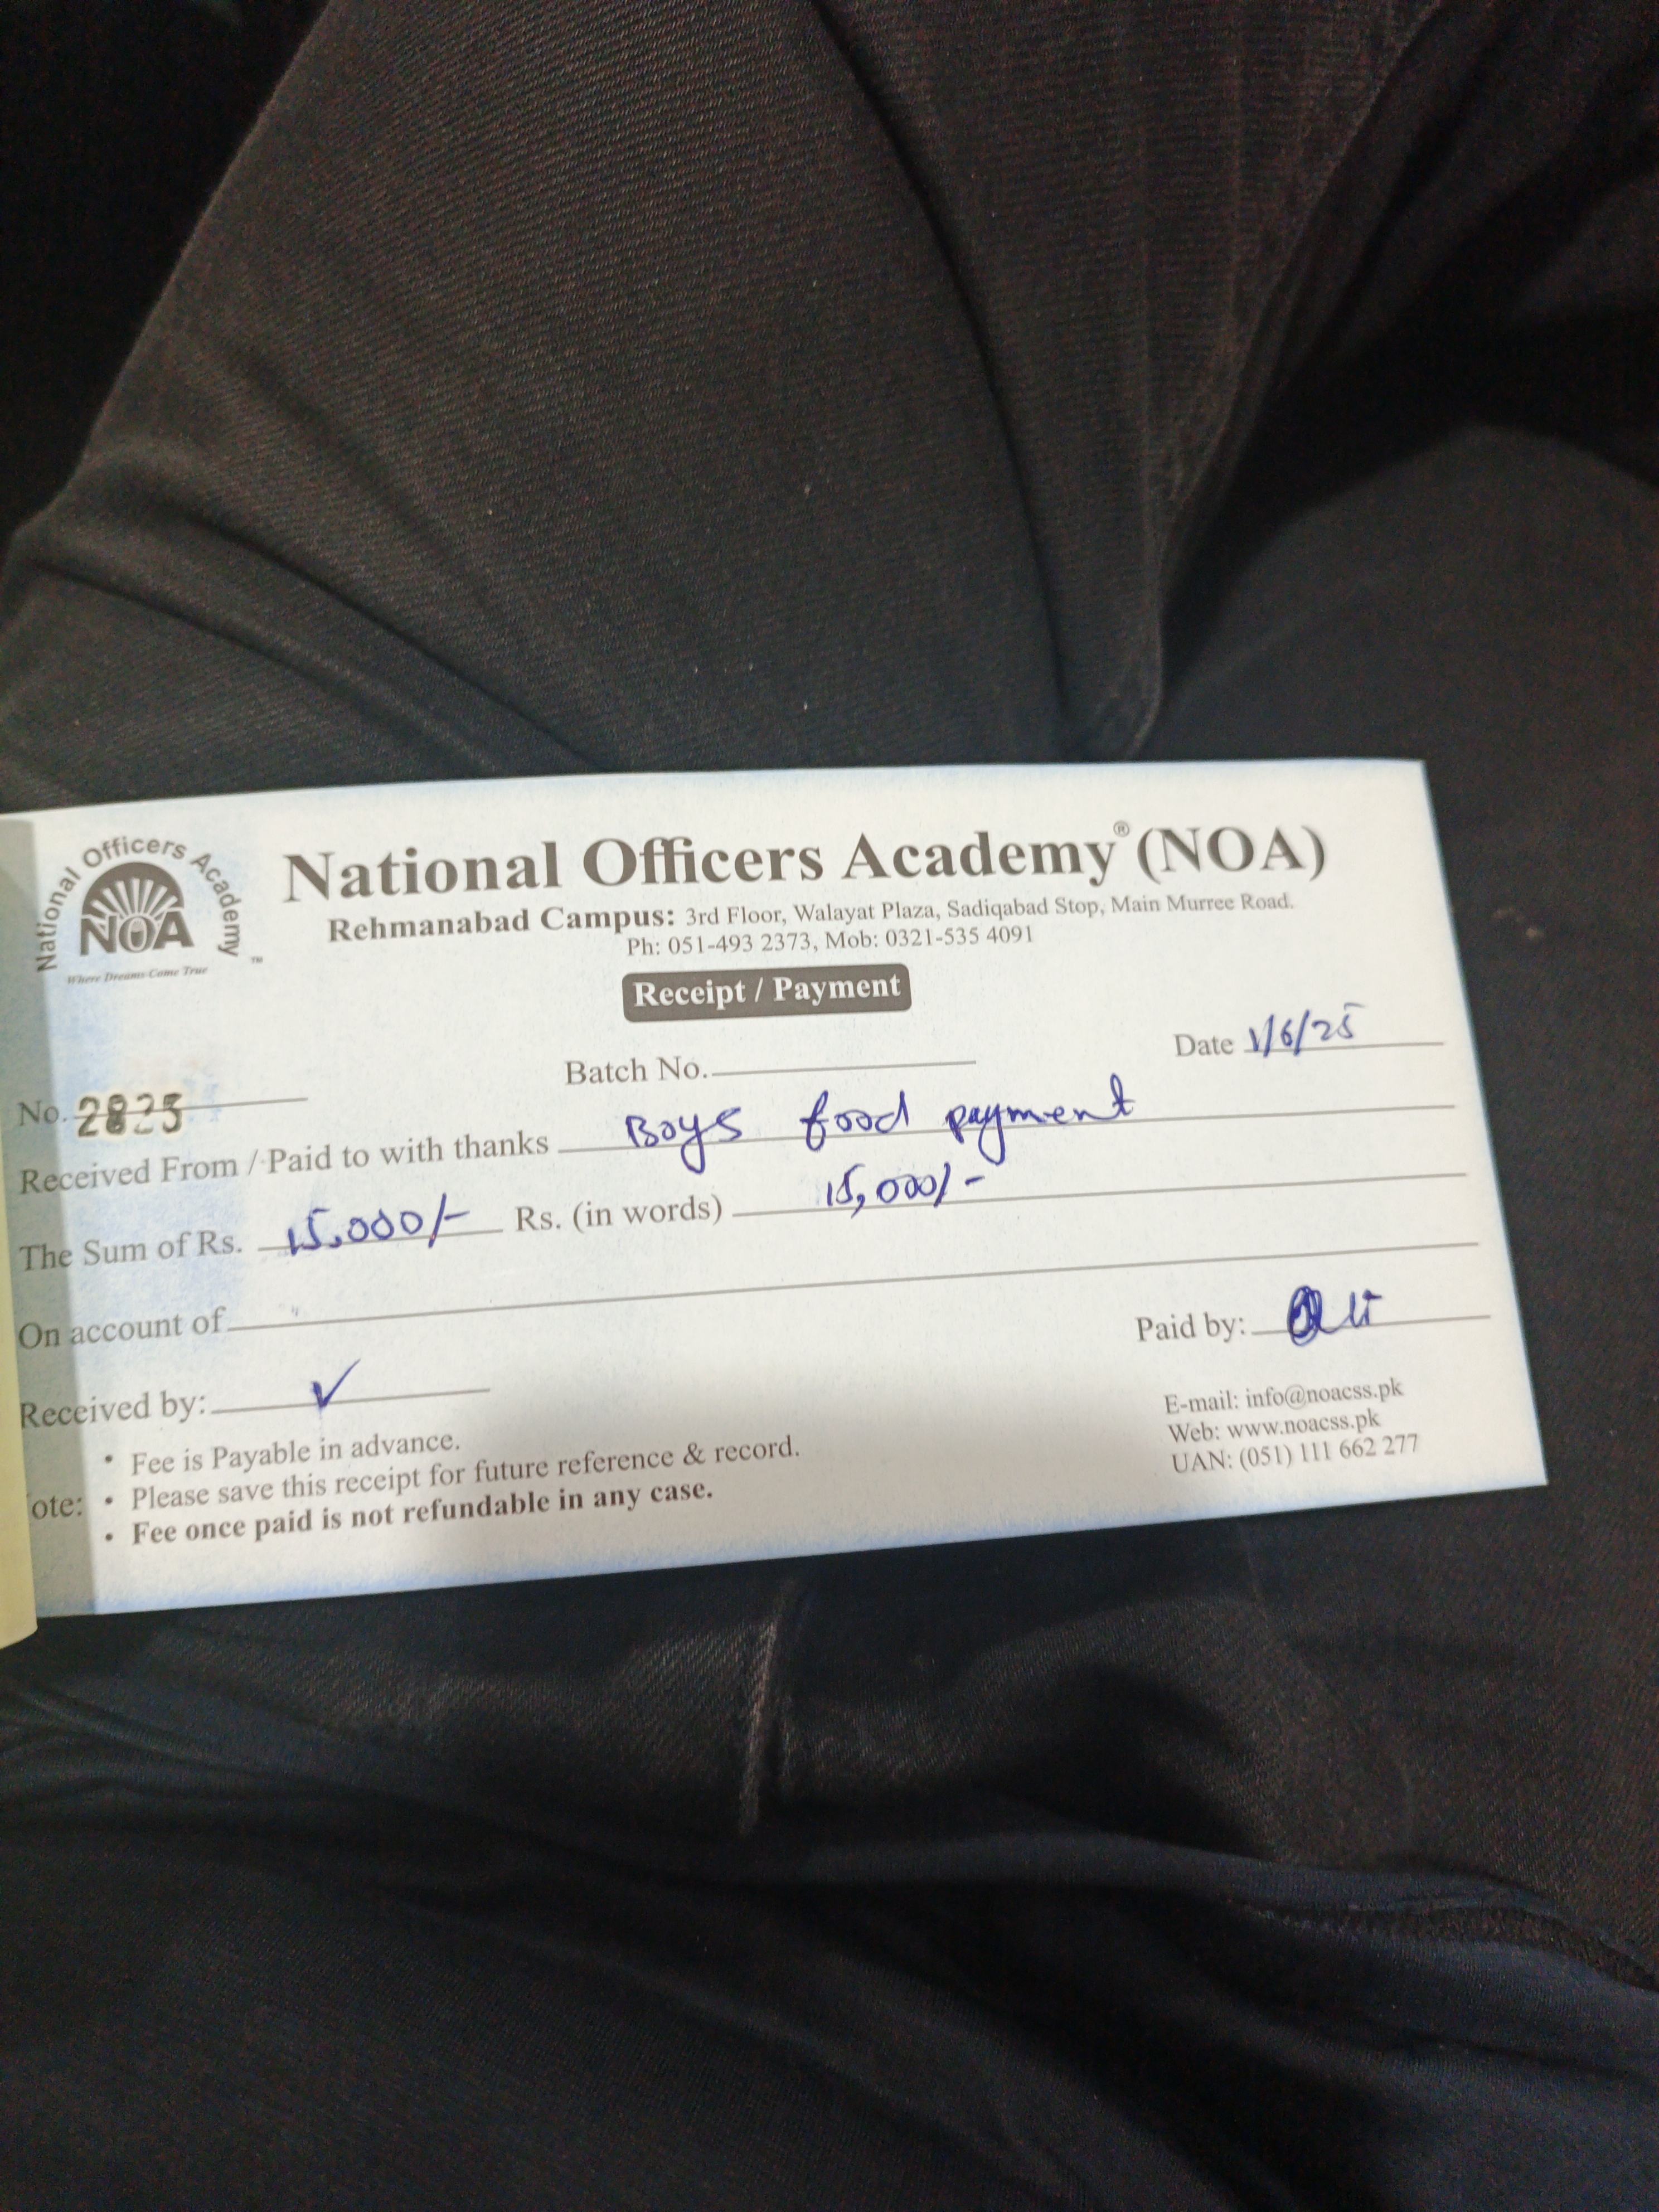 National Officers Academy
NOA
TM
Where Dreams Come True
National Officers Academy® (NOA)
Rehmanabad Campus: 3rd Floor, Walayat Plaza, Sadiqabad Stop, Main Murree Road.
Ph: 051-493 2373, Mob: 0321-535 4091
Receipt / Payment
Date 1/6/25
Batch No.
No. 2825
Received From / Paid to with thanks Boys food payment
The Sum of Rs. 15,000/- Rs. (in words) 15,000/-
On account of
Paid by: Ali
Received by: ✓
E-mail: info@noacss.pk
Web: www.noacss.pk
UAN: (051) 111 662 277
• Fee is Payable in advance.
ote: • Please save this receipt for future reference & record.
• Fee once paid is not refundable in any case.